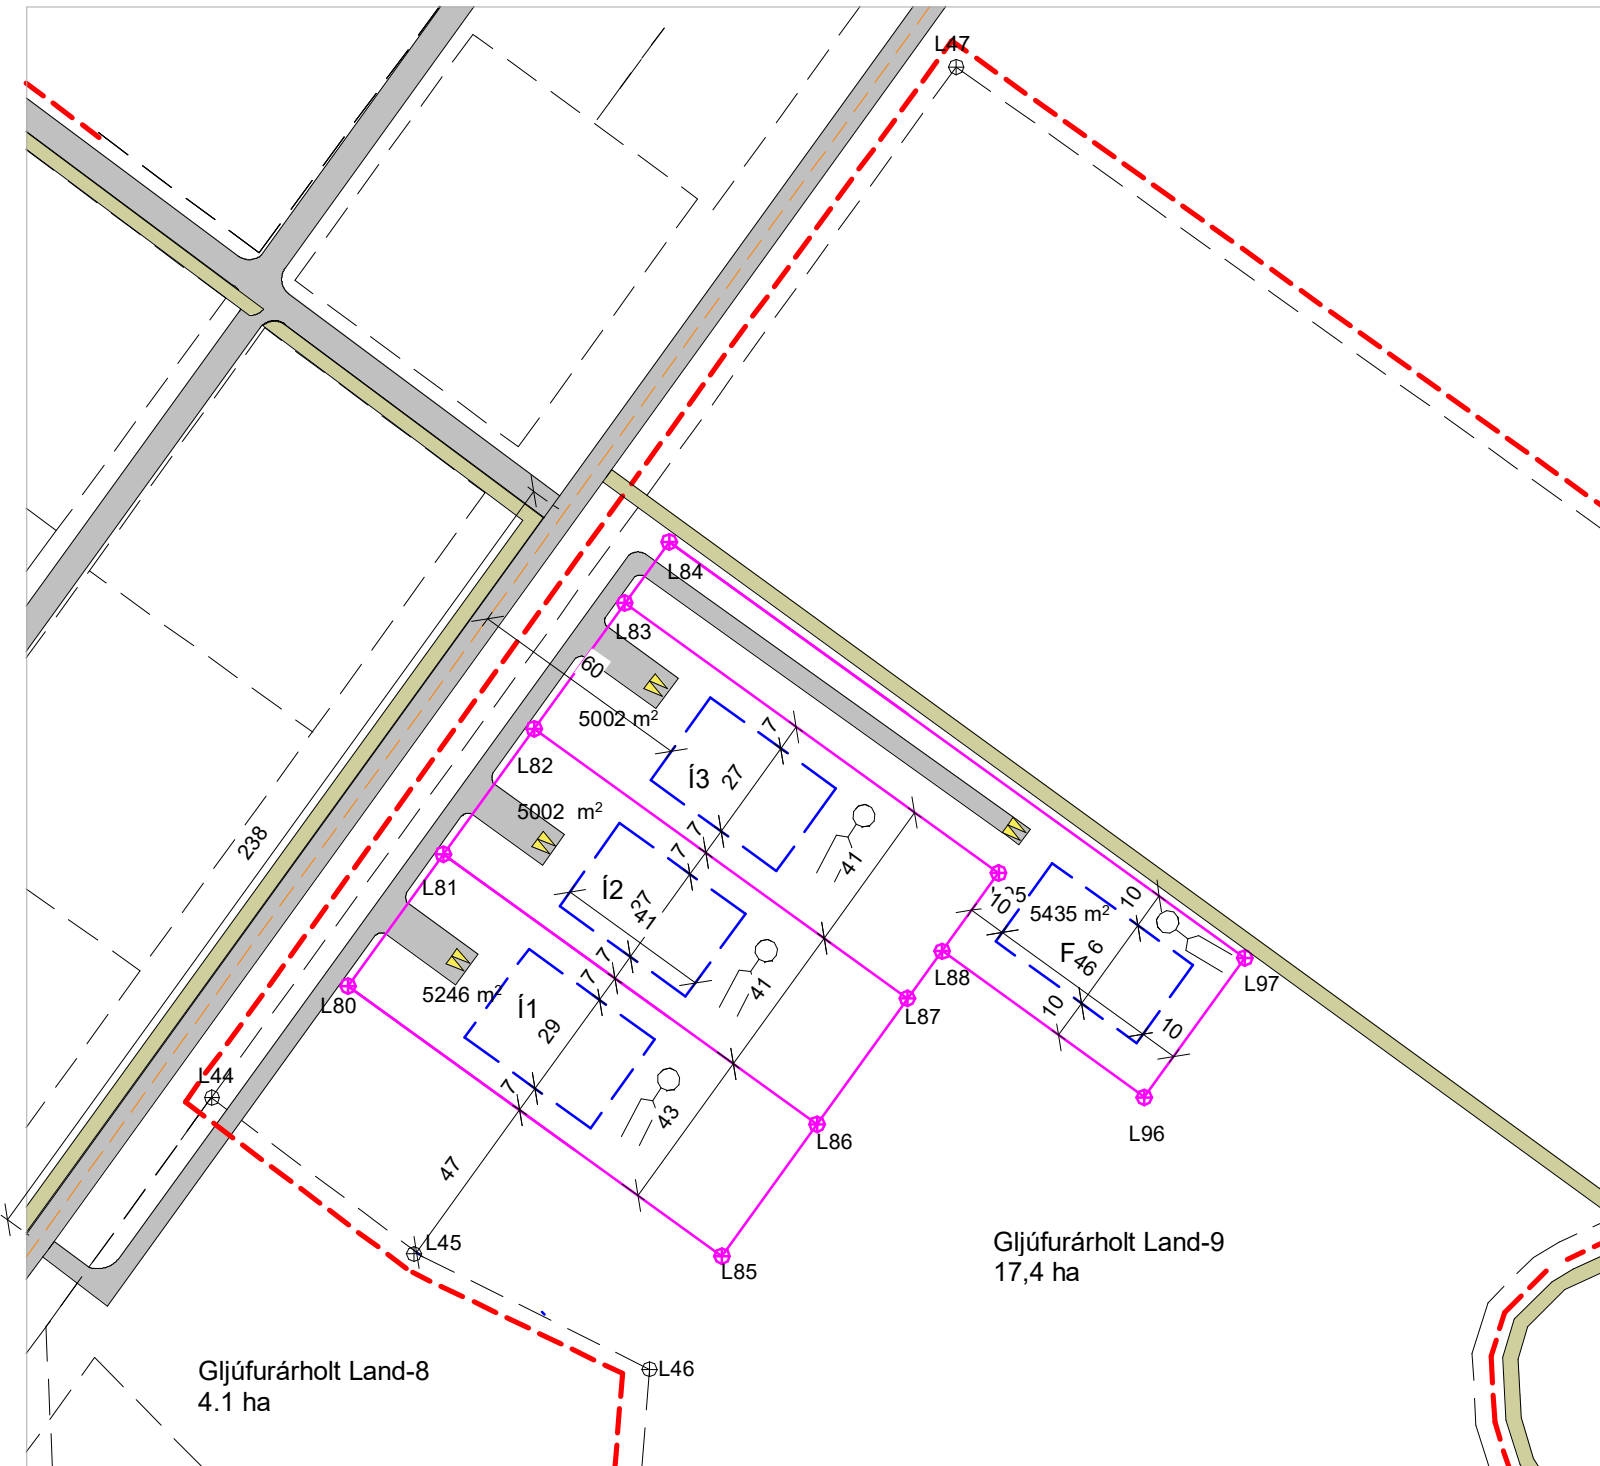 L47
L84
L83
60
5002 m²
7
L82
Í3
27
5002 m²
7
7
238
41
L81
Í2
27
41
10
5435 m²
10
F
46
6
L88
L97
7
7
5246 m²
L80
Í1
41
L87
10
10
29
L44
7
43
L96
L86
47
L45
L85
Gljúfurárholt Land-9
17,4 ha
L46
Gljúfurárholt Land-8
4.1 ha